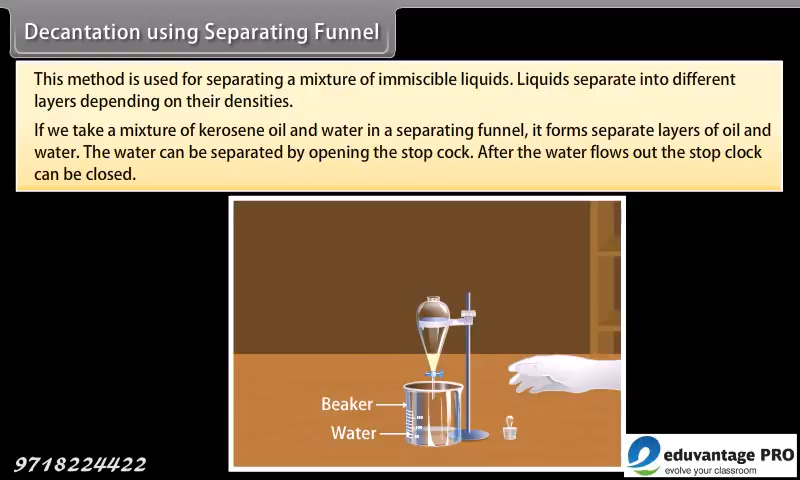 Decantation using Separating Funnel
This method is used for separating a mixture of immiscible liquids. Liquids separate into different
layers depending on their densities.
If we take a mixture of kerosene oil and water in a separating funnel, it forms separate layers of oil and
water. The water can be separated by opening the stop cock. After the water flows out the stop clock
can be closed.
Beaker
Water
9718224422
eduvantage PRO
evolve your classroom